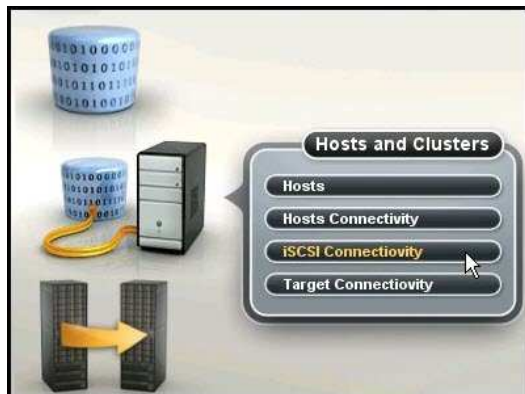 Hosts and Clusters
Hosts
Hosts Connectivity
iSCSI Connectiovity
Target Connectiovity